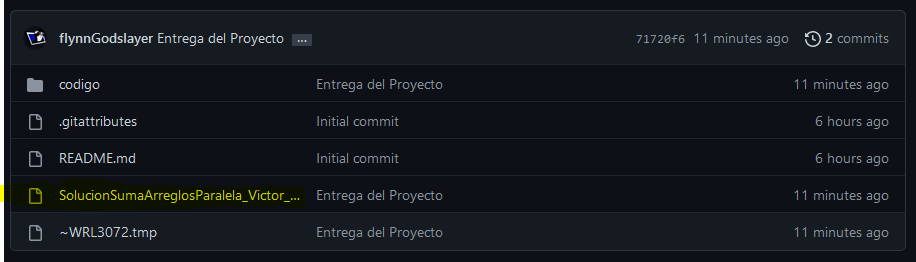 flynnGodslayer Entrega del Proyecto ... 71720f6 11 minutes ago 2 commits
codigo Entrega del Proyecto 11 minutes ago
.gitattributes Initial commit 6 hours ago
README.md Initial commit 6 hours ago
SolucionSumaArreglosParalela_Victor_... Entrega del Proyecto 11 minutes ago
~WRL3072.tmp Entrega del Proyecto 11 minutes ago